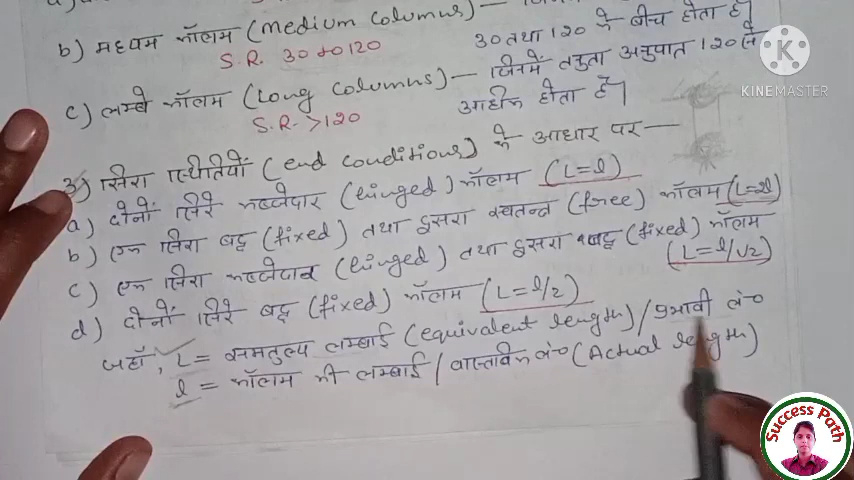 b) मध्यम कॉलम (Medium Columns) —
30 तथा 120 के बीच होता है।
S.R. 30 to 120
c) लम्बे कॉलम (Long Columns) — जिनमें तनुता अनुपात 120 से
आधीक होता है।
S.R. >120
3) सिरा स्थितियों (end conditions) के आधार पर —
a) दोनों सिरे कब्जेदार (hinged) कॉलम (L=l)
b) एक सिरा बद्ध (fixed) तथा दुसरा स्वतन्त्र (free) कॉलम (L=2l)
c) एक सिरा कब्जेदार (hinged) तथा दुसरा बद्ध (fixed) कॉलम
(L=l/√2)
d) दोनों सिरे बद्ध (fixed) कॉलम (L=l/2)
जहाँ, L = समतुल्य लम्बाई (equivalent length) / प्रभावी लं०
l = कॉलम की लम्बाई / वास्तविक लं० (Actual length)
KINEMASTER
Success Path